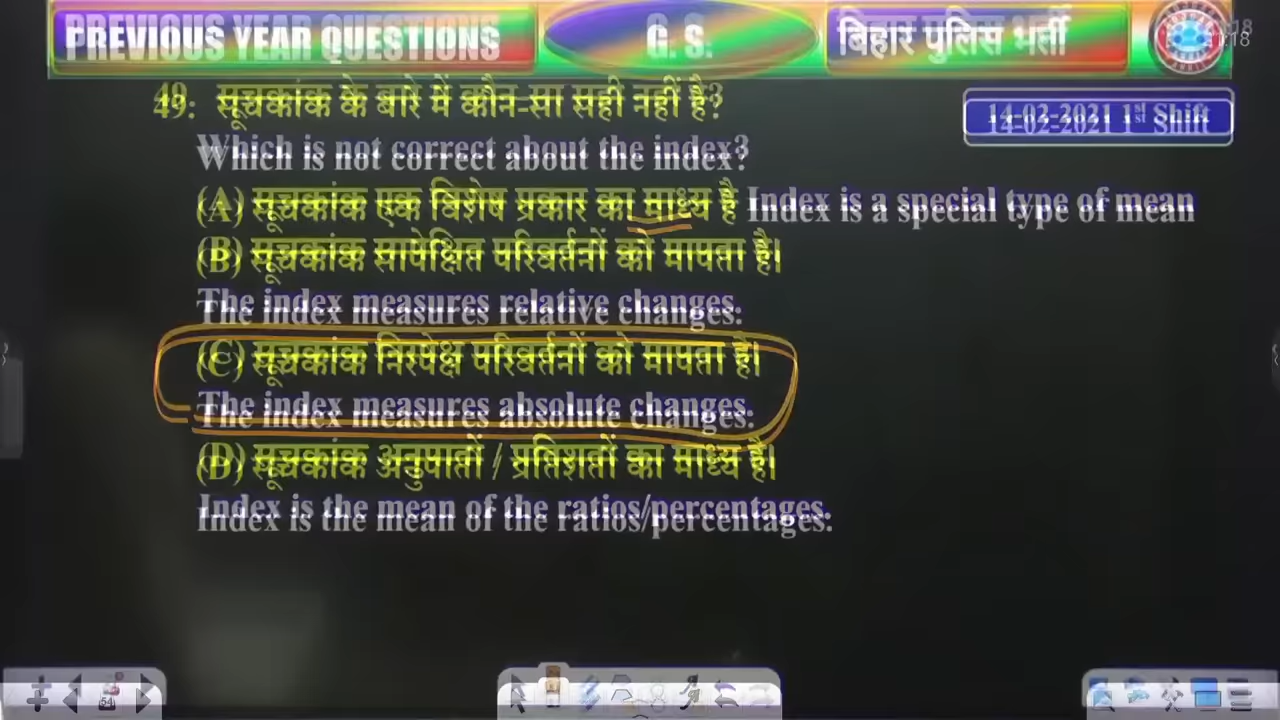 PREVIOUS YEAR QUESTIONS
G. S.
बिहार पुलिस भर्ती
14-02-2021 1st Shift
49. सूचकांक के बारे में कौन-सा सही नहीं है?
Which is not correct about the index?
(A) सूचकांक एक विशेष प्रकार का माध्य है Index is a special type of mean
(B) सूचकांक सापेक्षित परिवर्तनों को मापता है।
The index measures relative changes.
(C) सूचकांक निरपेक्ष परिवर्तनों को मापता है।
The index measures absolute changes.
(D) सूचकांक अनुपातों / प्रतिशतों का माध्य है।
Index is the mean of the ratios/percentages.
54